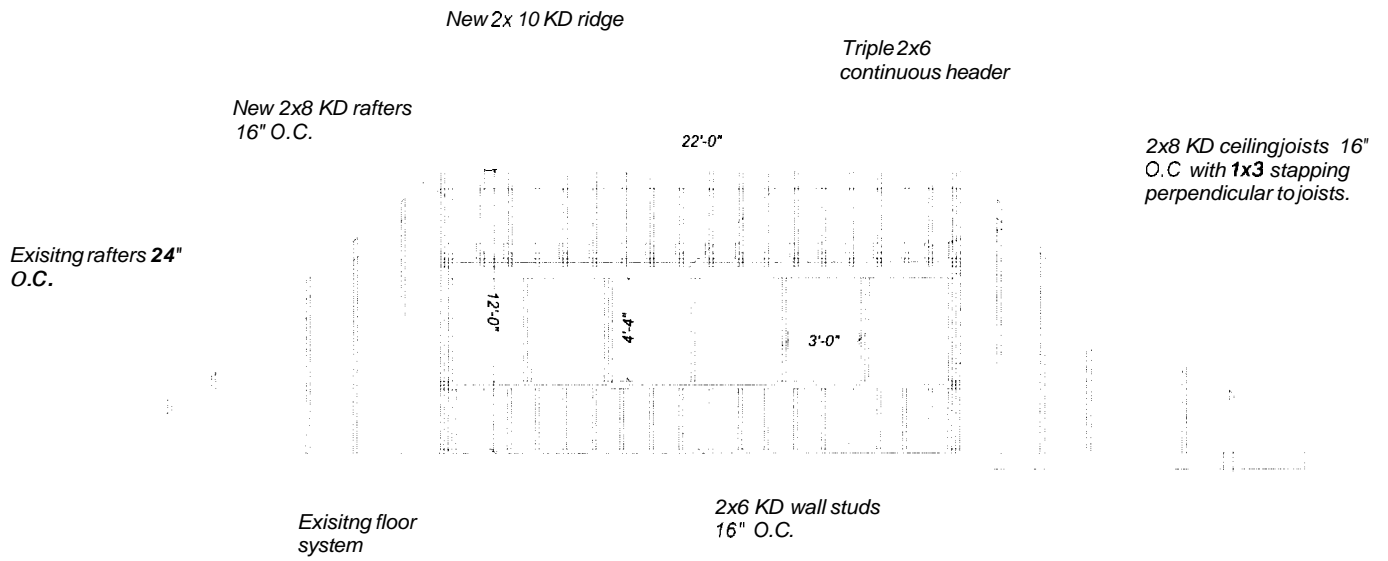 New 2x 10 KD ridge
Triple 2x6
continuous header
New 2x8 KD rafters
16" O.C.
22'-0"
2x8 KD ceilingjoists 16"
O.C with 1x3 stapping
perpendicular to joists.
Exisitng rafters 24"
O.C.
12'-0"
4'-4"
3'-0"
2x6 KD wall studs
16" O.C.
Exisitng floor
system